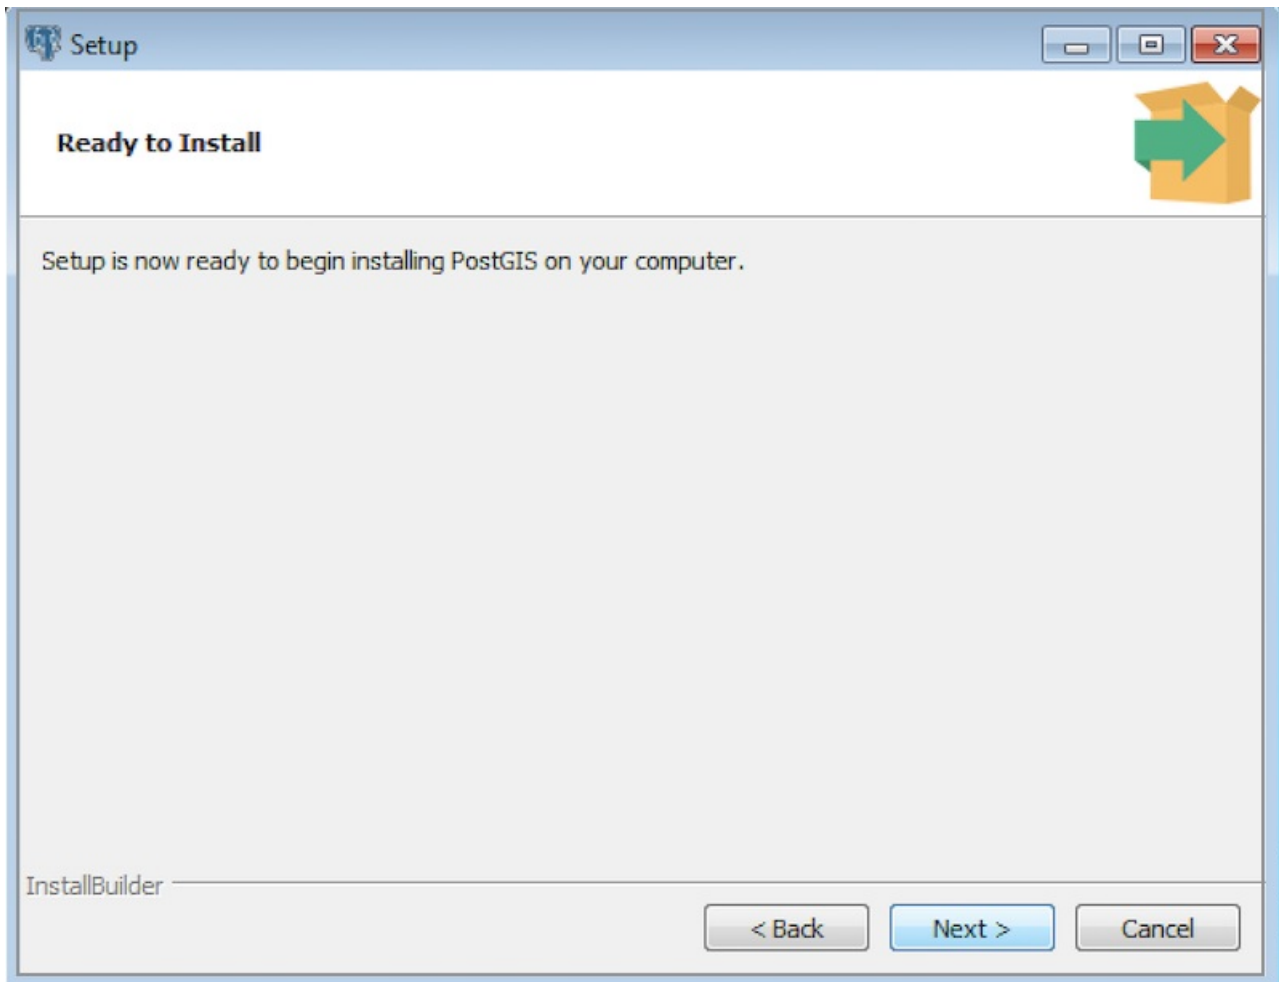 Setup
Ready to Install
Setup is now ready to begin installing PostGIS on your computer.
InstallBuilder
< Back Next > Cancel